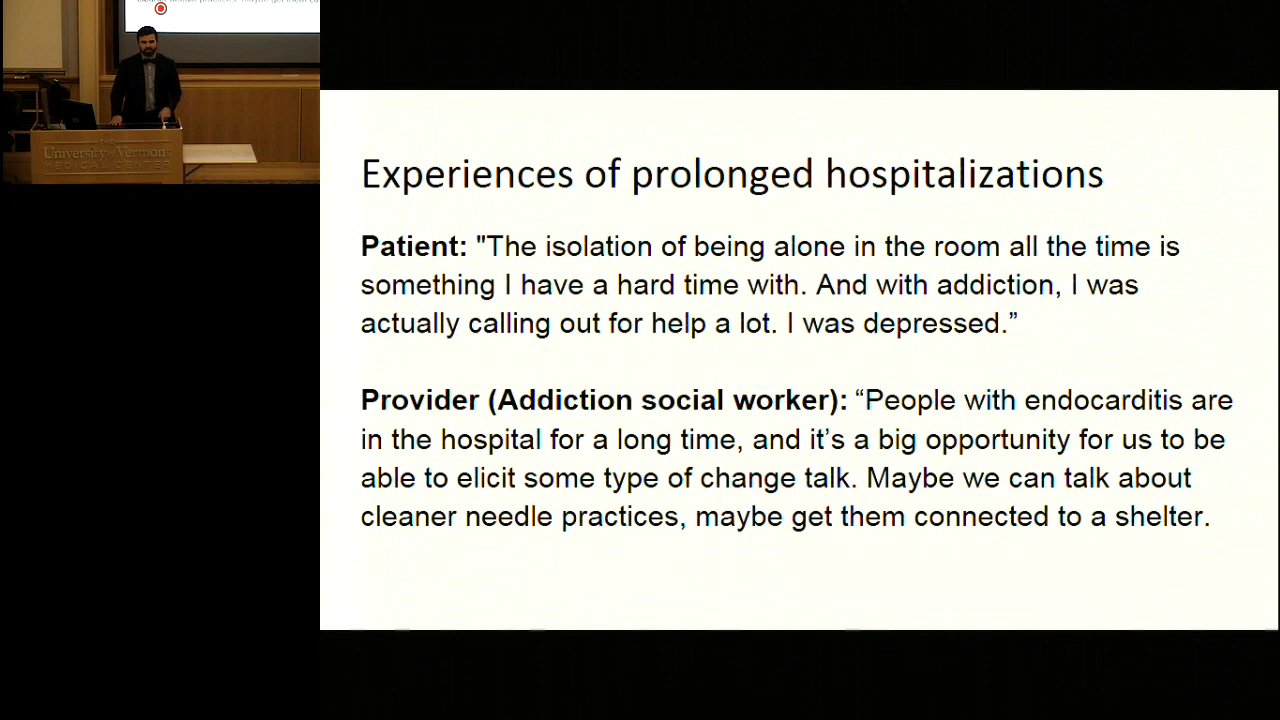 THE
University of Vermont
MEDICAL CENTER
Experiences of prolonged hospitalizations
Patient: "The isolation of being alone in the room all the time is
something I have a hard time with. And with addiction, I was
actually calling out for help a lot. I was depressed.”
Provider (Addiction social worker): “People with endocarditis are
in the hospital for a long time, and it’s a big opportunity for us to be
able to elicit some type of change talk. Maybe we can talk about
cleaner needle practices, maybe get them connected to a shelter.